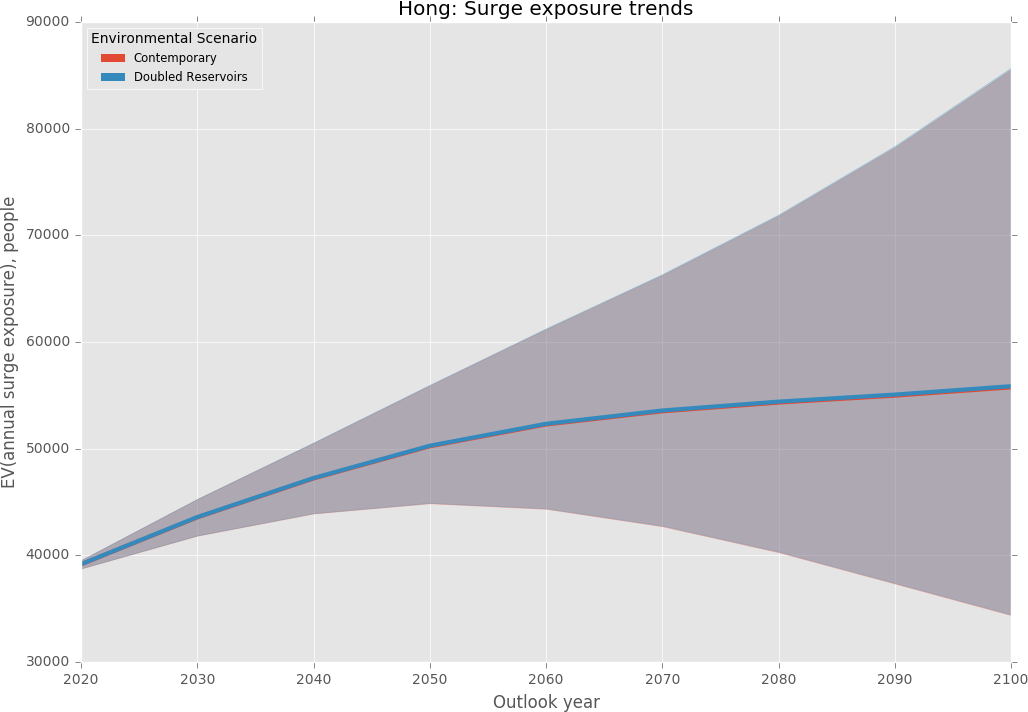 Hong: Surge exposure trends
90000
80000
70000
60000
50000
40000
30000
EV(annual surge exposure), people
Environmental Scenario
Contemporary
Doubled Reservoirs
2020 2030 2040 2050 2060 2070 2080 2090 2100
Outlook year